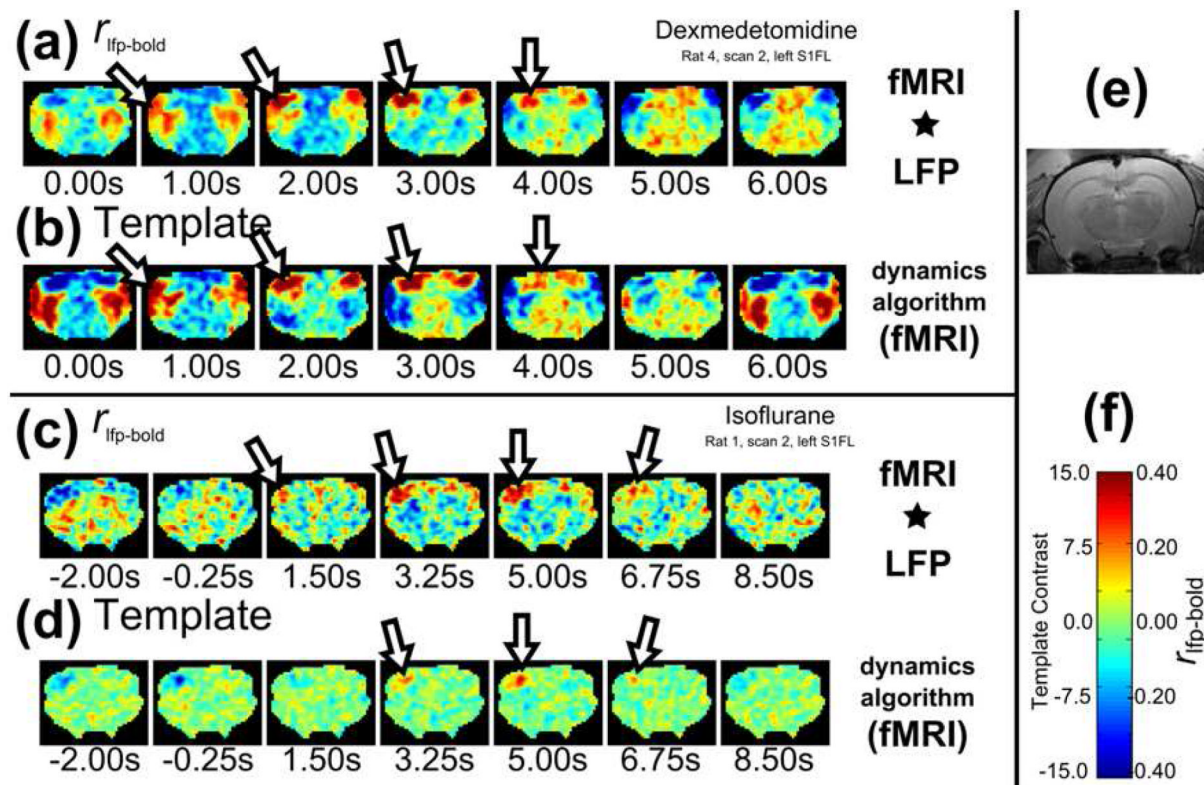 (a) r lfp-bold
Dexmedetomidine
Rat 4, scan 2, left S1FL
fMRI
★
LFP
0.00s 1.00s 2.00s 3.00s 4.00s 5.00s 6.00s
(b) Template
dynamics
algorithm
(fMRI)
0.00s 1.00s 2.00s 3.00s 4.00s 5.00s 6.00s
(c) r lfp-bold
Isoflurane
Rat 1, scan 2, left S1FL
fMRI
★
LFP
-2.00s -0.25s 1.50s 3.25s 5.00s 6.75s 8.50s
(d) Template
dynamics
algorithm
(fMRI)
-2.00s -0.25s 1.50s 3.25s 5.00s 6.75s 8.50s
(e)
(f)
Template Contrast
15.0 0.40
7.5 0.20
0.0 0.00
-7.5 0.20
-15.0 0.40
r lfp-bold